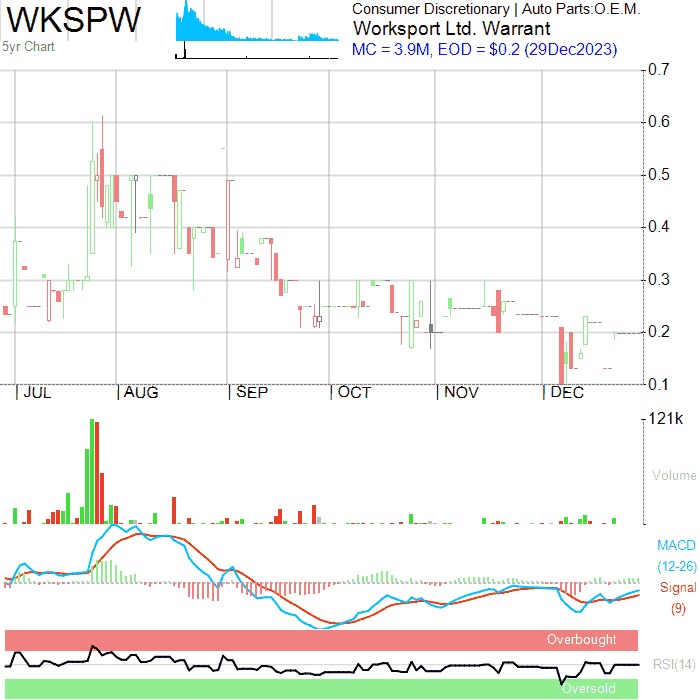 WKSPW
5yr Chart
Consumer Discretionary | Auto Parts:O.E.M.
Worksport Ltd. Warrant
MC = 3.9M, EOD = $0.2 (29Dec2023)
0.7
0.6
0.5
0.4
0.3
0.2
0.1
|JUL |AUG |SEP |OCT |NOV |DEC
121k
Volume
MACD
(12-26)
Signal
(9)
Overbought
RSI(14)
Oversold